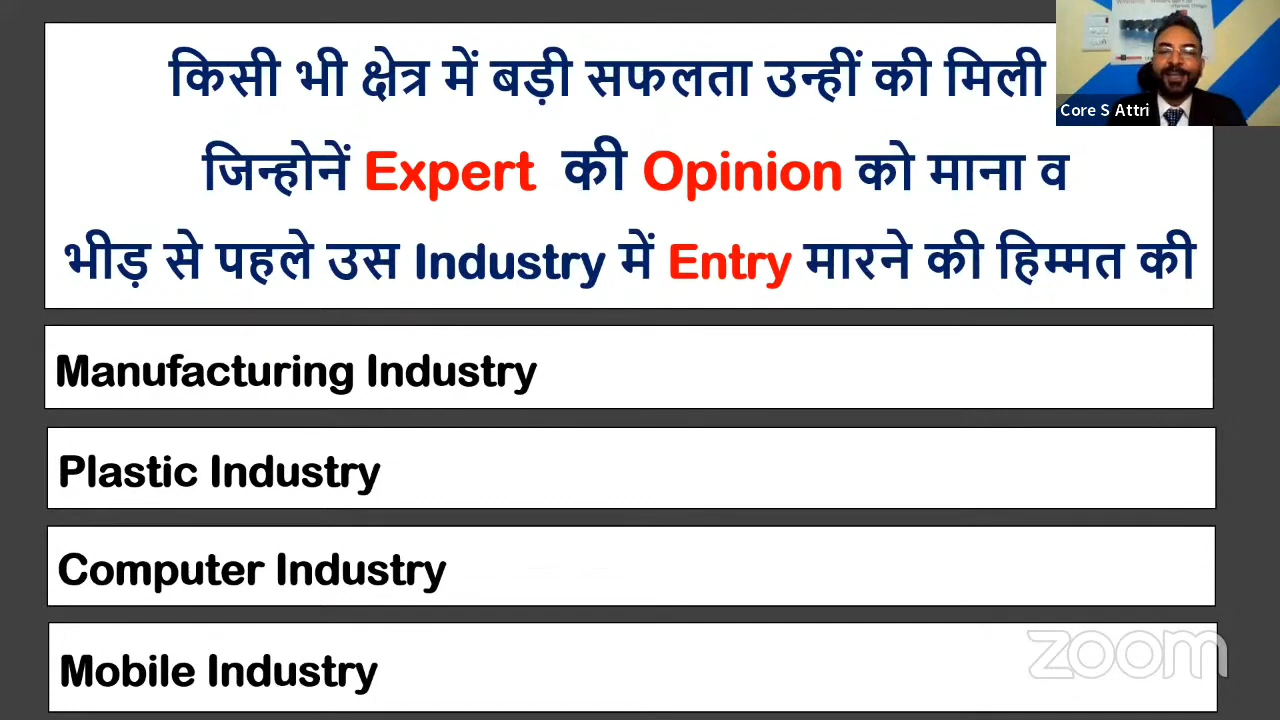 किसी भी क्षेत्र में बड़ी सफलता उन्हीं की मिली
जिन्होनें Expert की Opinion को माना व
भीड़ से पहले उस Industry में Entry मारने की हिम्मत की
Core S Attri
Manufacturing Industry
Plastic Industry
Computer Industry
Mobile Industry
zoom